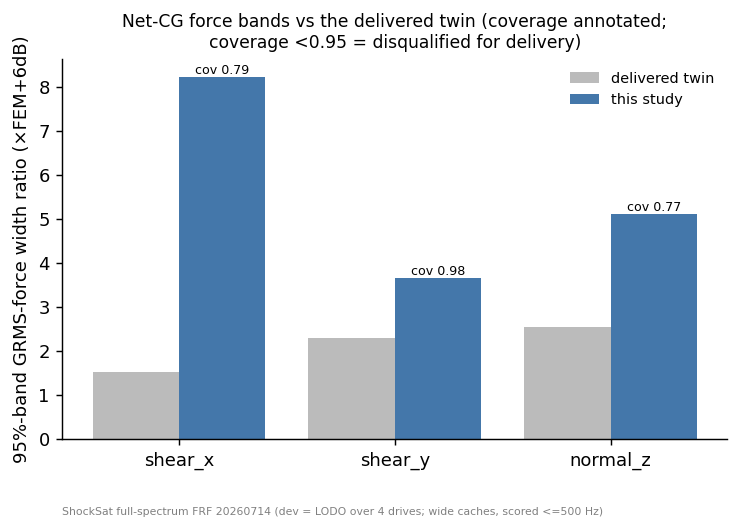 Net-CG force bands vs the delivered twin (coverage annotated;
coverage <0.95 = disqualified for delivery)
95%-band GRMS-force width ratio (×FEM+6dB)
8
7
6
5
4
3
2
1
0
cov 0.79
cov 0.98
cov 0.77
delivered twin
this study
shear_x
shear_y
normal_z
ShockSat full-spectrum FRF 20260714 (dev = LODO over 4 drives; wide caches, scored <=500 Hz)